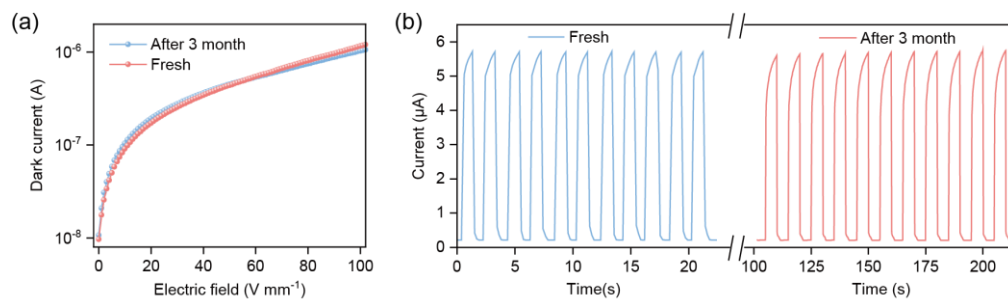 (a)
After 3 month
Fresh
Dark current (A)
10⁻⁶
10⁻⁷
10⁻⁸
0 20 40 60 80 100
Electric field (V mm⁻¹)
(b)
Fresh
After 3 month
Current (μA)
6
5
4
3
2
1
0
0 5 10 15 20
100 125 150 175 200
Time(s)
Time (s)